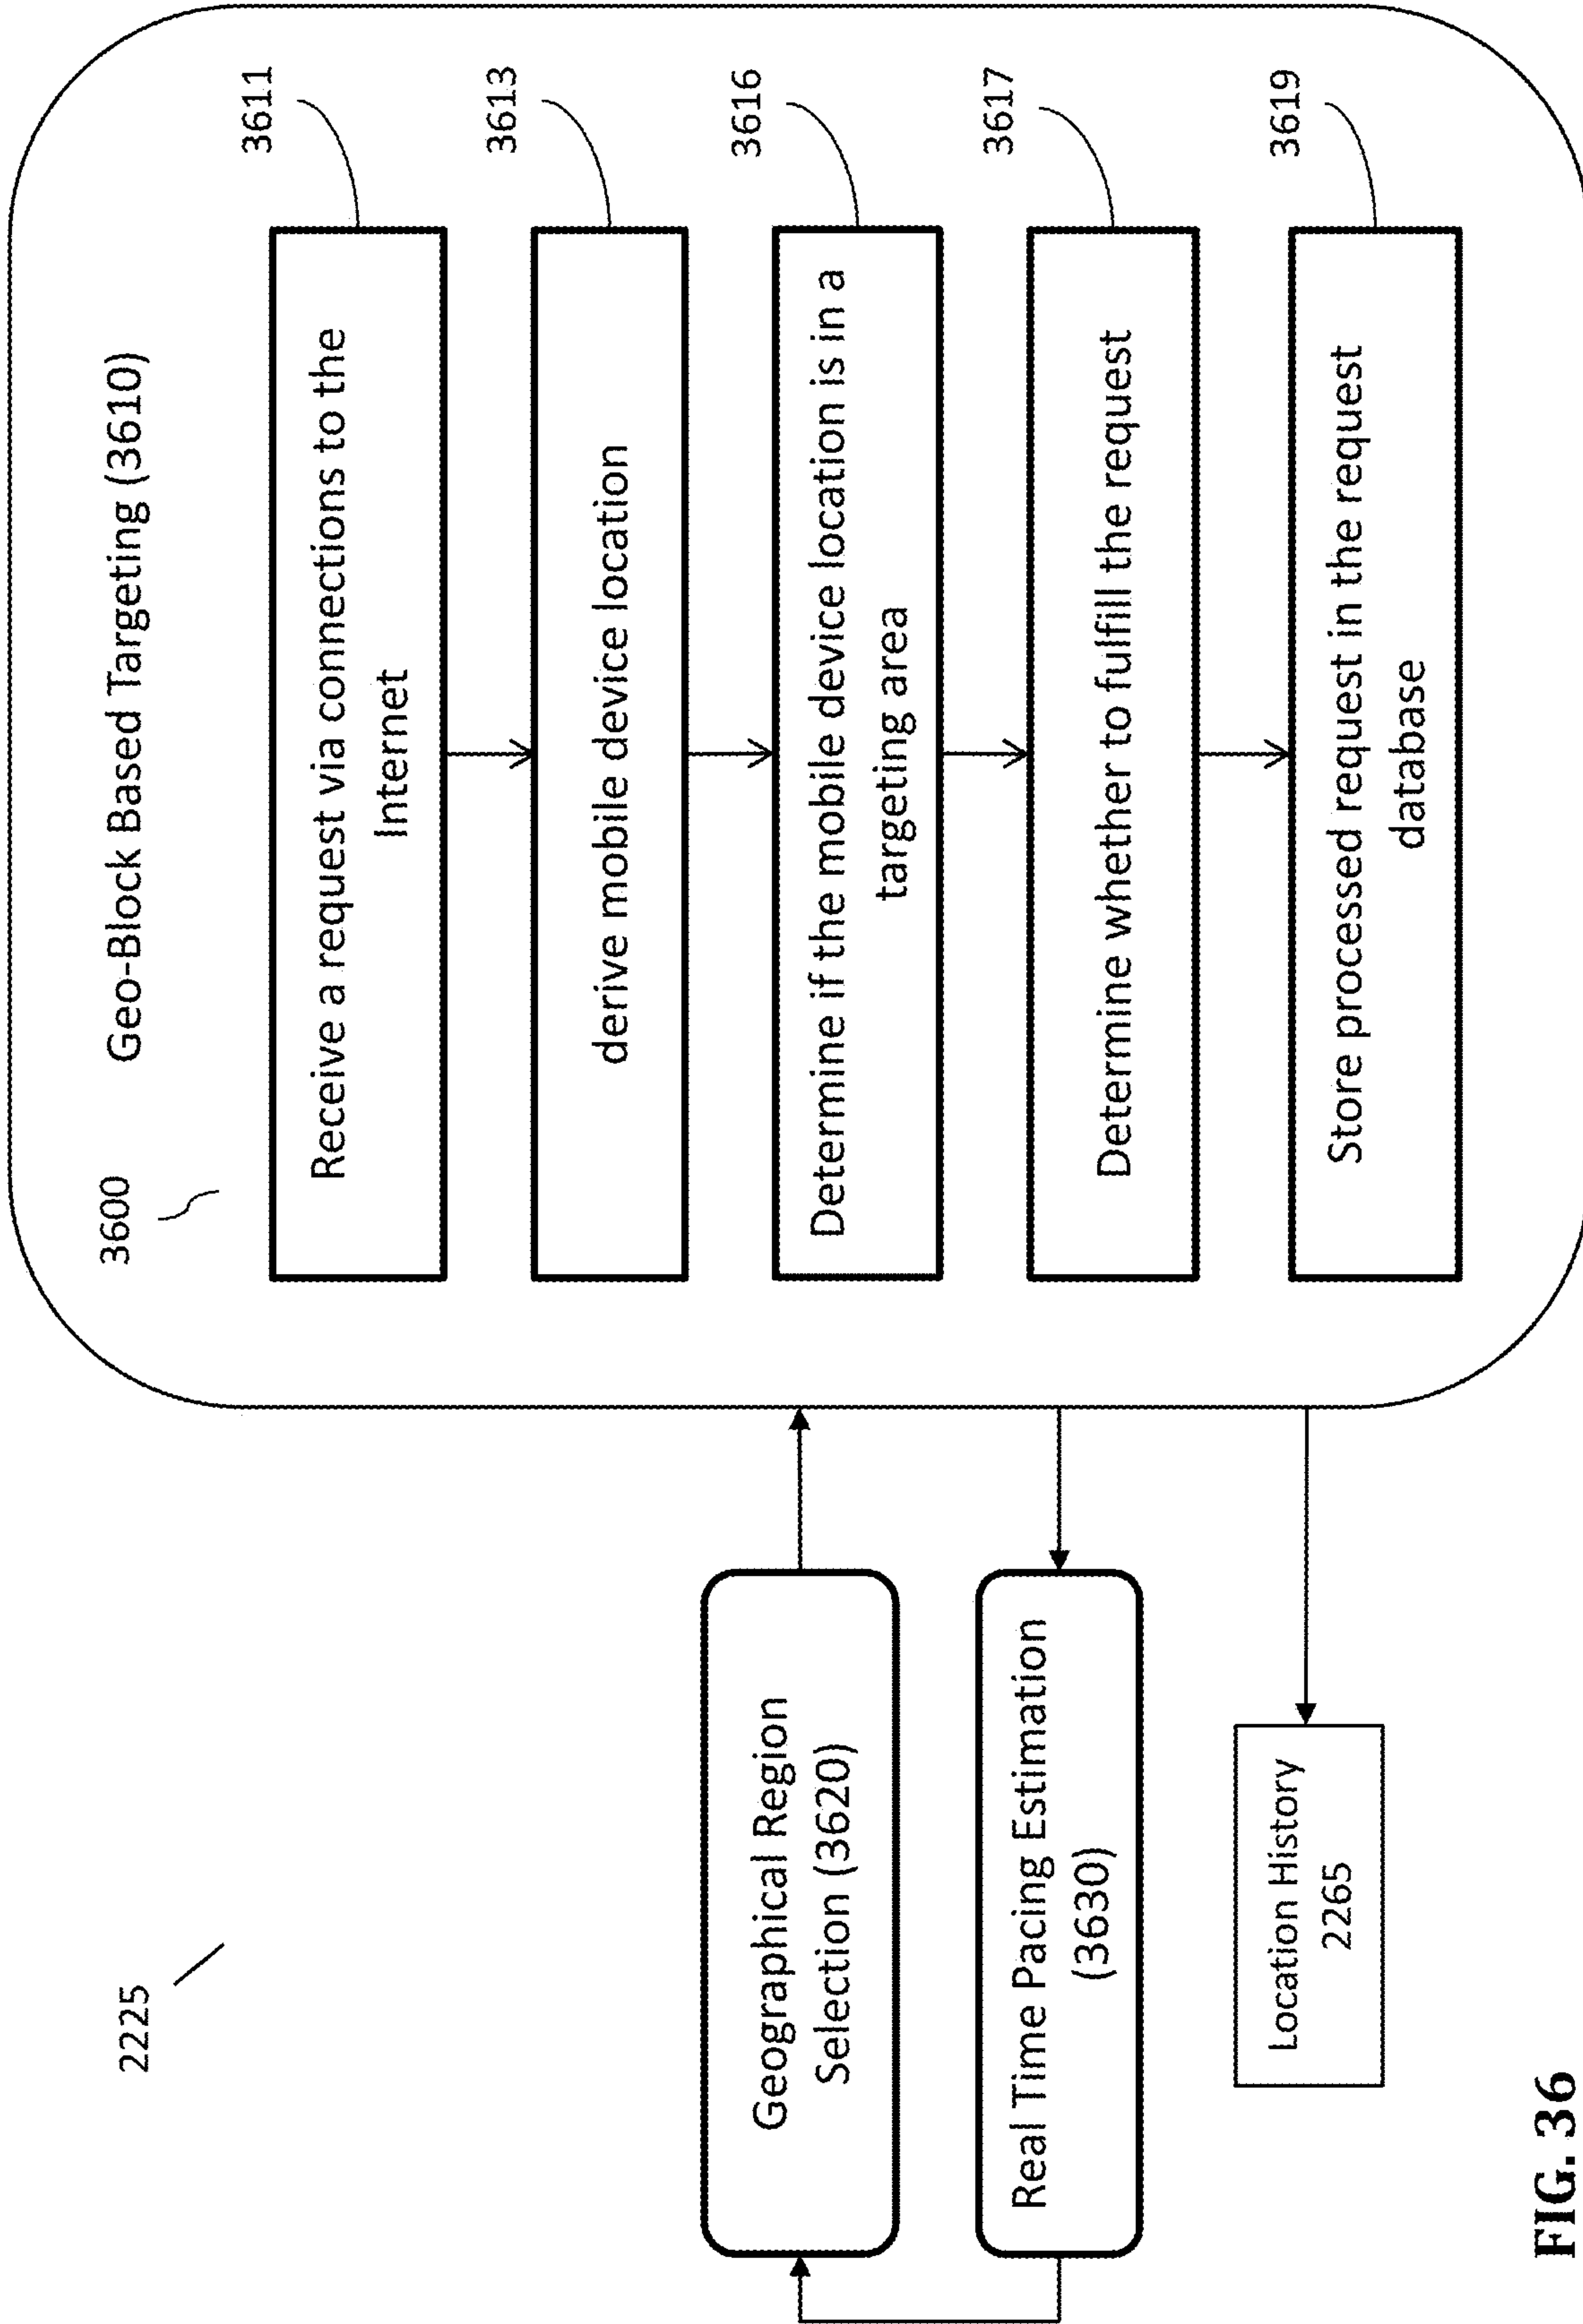 2225
3600
Geo-Block Based Targeting (3610)
Receive a request via connections to the
Internet
3611
derive mobile device location
3613
Determine if the mobile device location is in a
targeting area
3616
Determine whether to fulfill the request
3617
Store processed request in the request
database
3619
Geographical Region
Selection (3620)
Real Time Pacing Estimation
(3630)
Location History
2265
FIG. 36